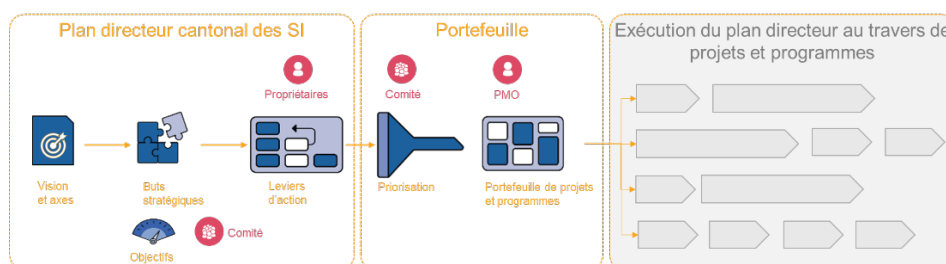 Plan directeur cantonal des SI
Portefeuille
Exécution du plan directeur au travers de
projets et programmes
Propriétaires
Comité
PMO
Vision
et axes
Buts
stratégiques
Leviers
d'action
Priorisation
Portefeuille de projets
et programmes
Objectifs
Comité